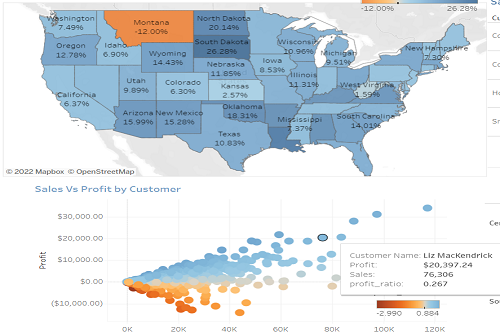 -12.00% 26.28%
Washington
7.49%
Montana
-12.00%
North Dakota
20.14%
Oregon
12.78%
Idaho
6.90%
Wyoming
14.43%
South Dakota
26.28%
Nebraska
11.85%
Wisconsin
10.96%
Michigan
9.51%
New Hampshire
7.30%
Iowa
8.53%
Illinois
11.31%
Utah
9.89%
Colorado
6.30%
Kansas
2.57%
West Virginia
1.59%
California
6.37%
Arizona
15.99%
New Mexico
15.28%
Oklahoma
18.31%
Mississippi
7.37%
South Carolina
14.01%
Texas
10.83%
© 2022 Mapbox © OpenStreetMap
Sales Vs Profit by Customer
Profit
$30,000.00
$20,000.00
$10,000.00
$0.00
($10,000.00)
0K 20K 40K 60K 80K 100K 120K
Customer Name: Liz MacKendrick
Profit: $20,397.24
Sales: 76,306
profit_ratio: 0.267
-2.990 0.884